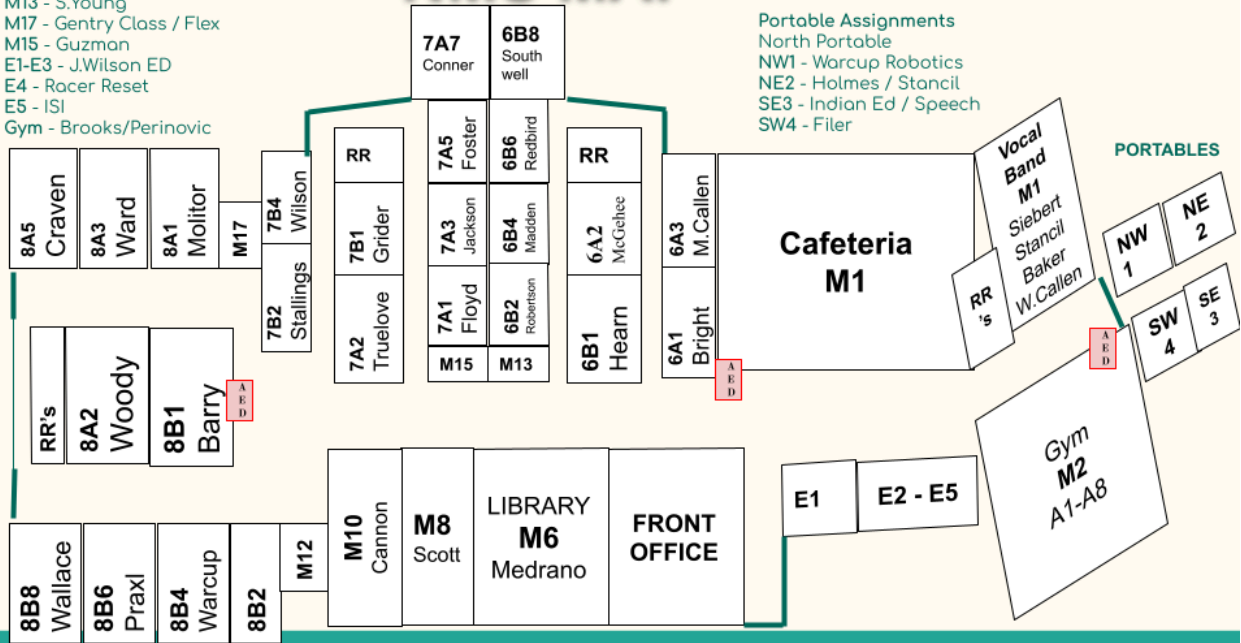 M13 - S.Young
M17 - Gentry Class / Flex
M15 - Guzman
E1-E3 - J.Wilson ED
E4 - Racer Reset
E5 - ISI
Gym - Brooks/Perinovic
7A7
Conner
6B8
South
well
Portable Assignments
North Portable
NW1 - Warcup Robotics
NE2 - Holmes / Stancil
SE3 - Indian Ed / Speech
SW4 - Filer
PORTABLES
8A5
Craven
8A3
Ward
8A1
Molitor
M17
7B4
Wilson
7B2
Stallings
RR
7B1
Grider
7A2
Truelove
7A5
Foster
7A3
Jackson
7A1
Floyd
M15
6B6
Redbird
6B4
Madden
6B2
Robertson
M13
RR
6A2
McGehee
6B1
Hearn
6A3
M.Callen
6A1
Bright
AED
Cafeteria
M1
Vocal
Band
M1
Siebert
Stancil
Baker
W.Callen
RR
's
NW
1
NE
2
SW
4
SE
3
AED
RR's
8A2
Woody
8B1
Barry
AED
8B8
Wallace
8B6
Praxl
8B4
Warcup
8B2
M12
M10
Cannon
M8
Scott
LIBRARY
M6
Medrano
FRONT
OFFICE
E1
E2 - E5
Gym
M2
A1-A8